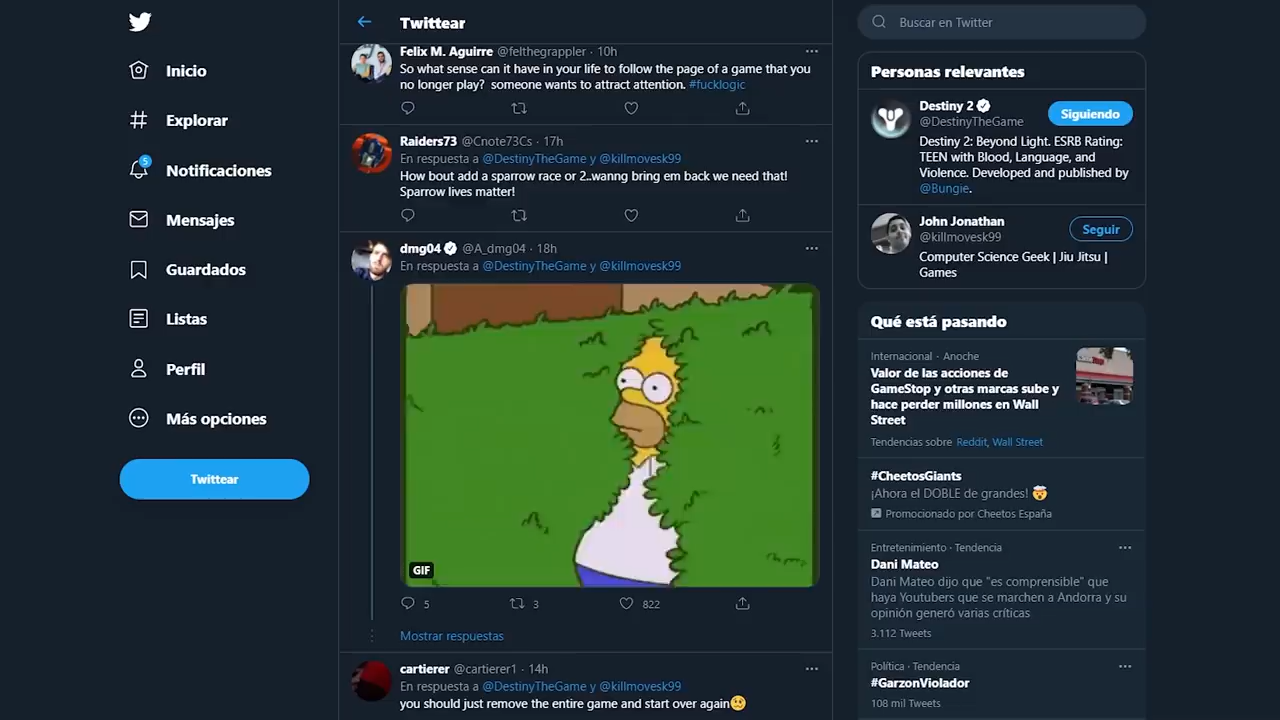 Inicio
Explorar
5
Notificaciones
Mensajes
Guardados
Listas
Perfil
Más opciones
Twittear
Twittear
Felix M. Aguirre @felthegrappler · 10h
So what sense can it have in your life to follow the page of a game that you
no longer play? someone wants to attract attention. #fucklogic
Raiders73 @Cnote73Cs · 17h
En respuesta a @DestinyTheGame y @killmovesk99
How bout add a sparrow race or 2..wanng bring em back we need that!
Sparrow lives matter!
dmg04 @A_dmg04 · 18h
En respuesta a @DestinyTheGame y @killmovesk99
GIF
5 3 822
Mostrar respuestas
cartierer @cartierer1 · 14h
En respuesta a @DestinyTheGame y @killmovesk99
you should just remove the entire game and start over again🥺
Buscar en Twitter
Personas relevantes
Destiny 2
@DestinyTheGame
Siguiendo
Destiny 2: Beyond Light. ESRB Rating:
TEEN with Blood, Language, and
Violence. Developed and published by
@Bungie.
John Jonathan
@killmovesk99
Seguir
Computer Science Geek | Jiu Jitsu |
Games
Qué está pasando
Internacional · Anoche
Valor de las acciones de
GameStop y otras marcas sube y
hace perder millones en Wall
Street
Tendencias sobre Reddit, Wall Street
#CheetosGiants
¡Ahora el DOBLE de grandes! 🤯
Promocionado por Cheetos España
Entretenimiento · Tendencia
Dani Mateo
Dani Mateo dijo que "es comprensible" que
haya Youtubers que se marchen a Andorra y su
opinión generó varias críticas
3.112 Tweets
Política · Tendencia
#GarzonViolador
108 mil Tweets